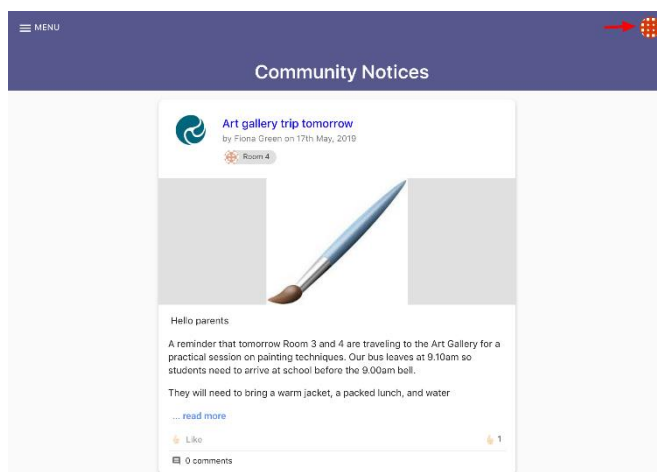 MENU
Community Notices
Art gallery trip tomorrow
by Fiona Green on 17th May, 2019
Room 4
Hello parents
A reminder that tomorrow Room 3 and 4 are traveling to the Art Gallery for a
practical session on painting techniques. Our bus leaves at 9.10am so
students need to arrive at school before the 9.00am bell.
They will need to bring a warm jacket, a packed lunch, and water
... read more
Like
1
0 comments